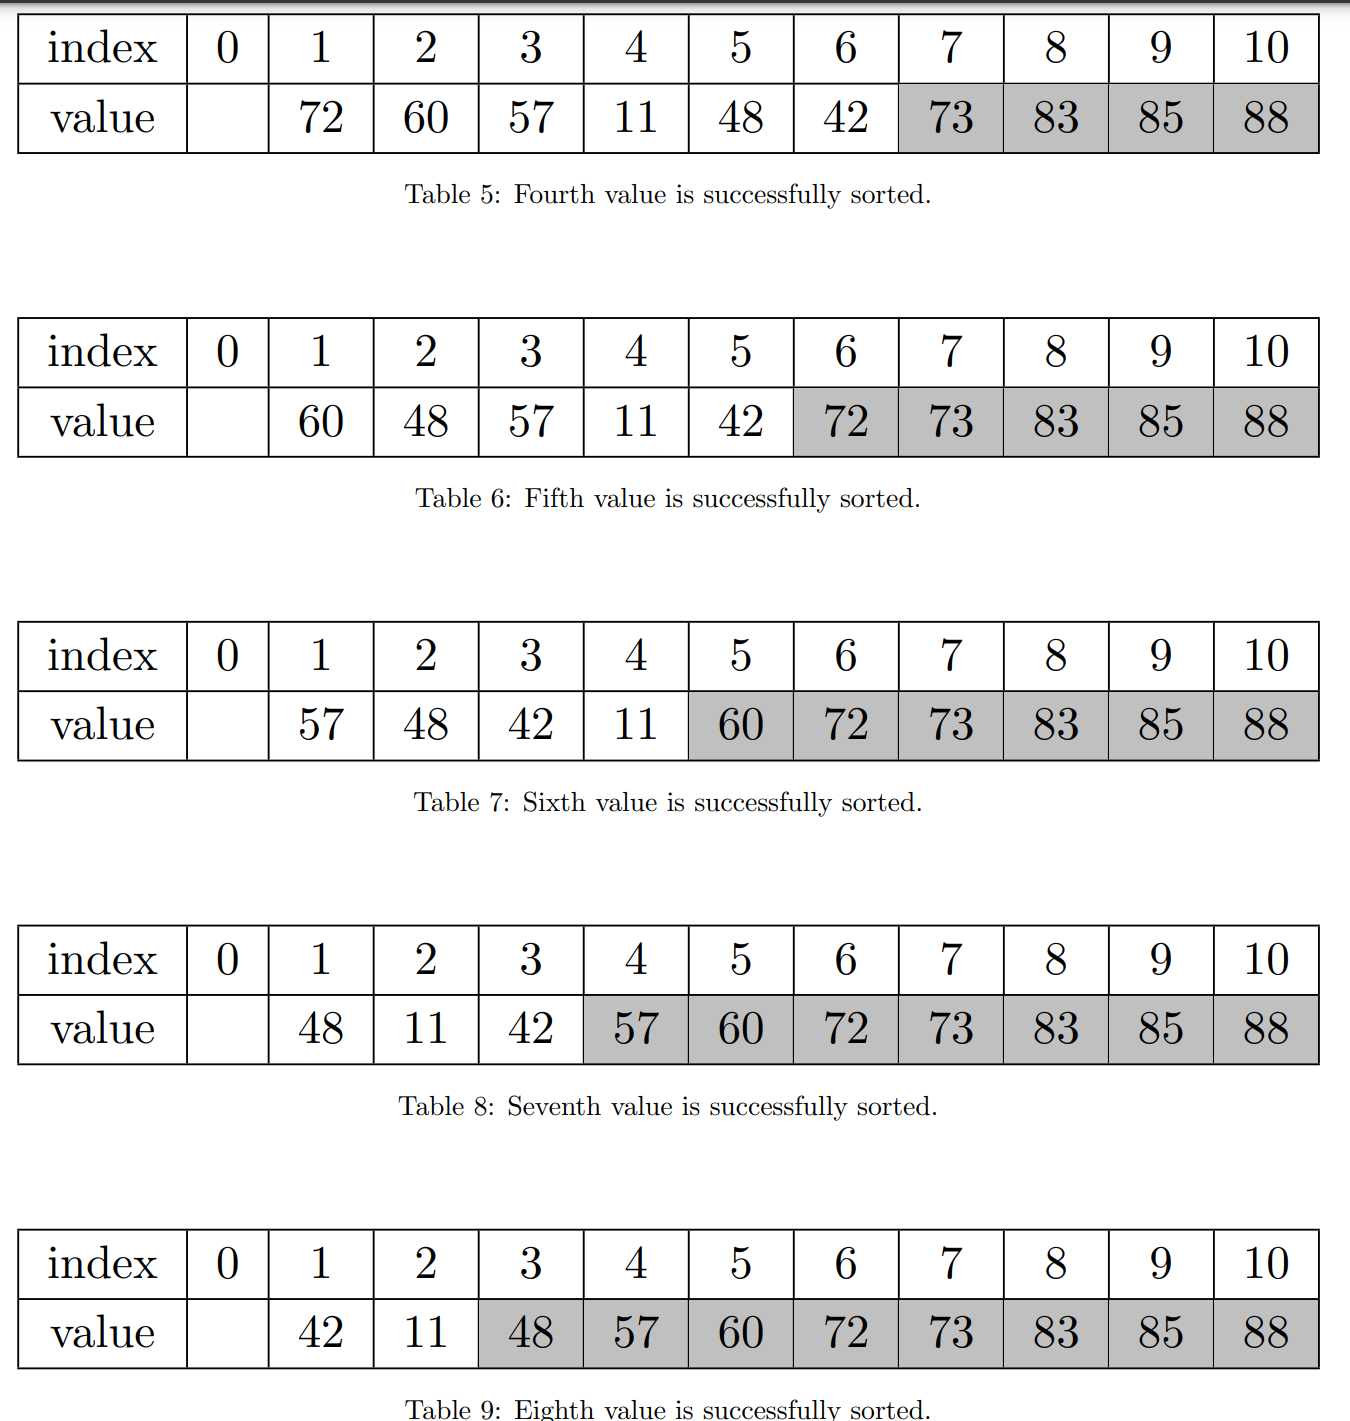 index 0 1 2 3 4 5 6 7 8 9 10
value 72 60 57 11 48 42 73 83 85 88
Table 5: Fourth value is successfully sorted.
index 0 1 2 3 4 5 6 7 8 9 10
value 60 48 57 11 42 72 73 83 85 88
Table 6: Fifth value is successfully sorted.
index 0 1 2 3 4 5 6 7 8 9 10
value 57 48 42 11 60 72 73 83 85 88
Table 7: Sixth value is successfully sorted.
index 0 1 2 3 4 5 6 7 8 9 10
value 48 11 42 57 60 72 73 83 85 88
Table 8: Seventh value is successfully sorted.
index 0 1 2 3 4 5 6 7 8 9 10
value 42 11 48 57 60 72 73 83 85 88
Table 9: Eighth value is successfully sorted.